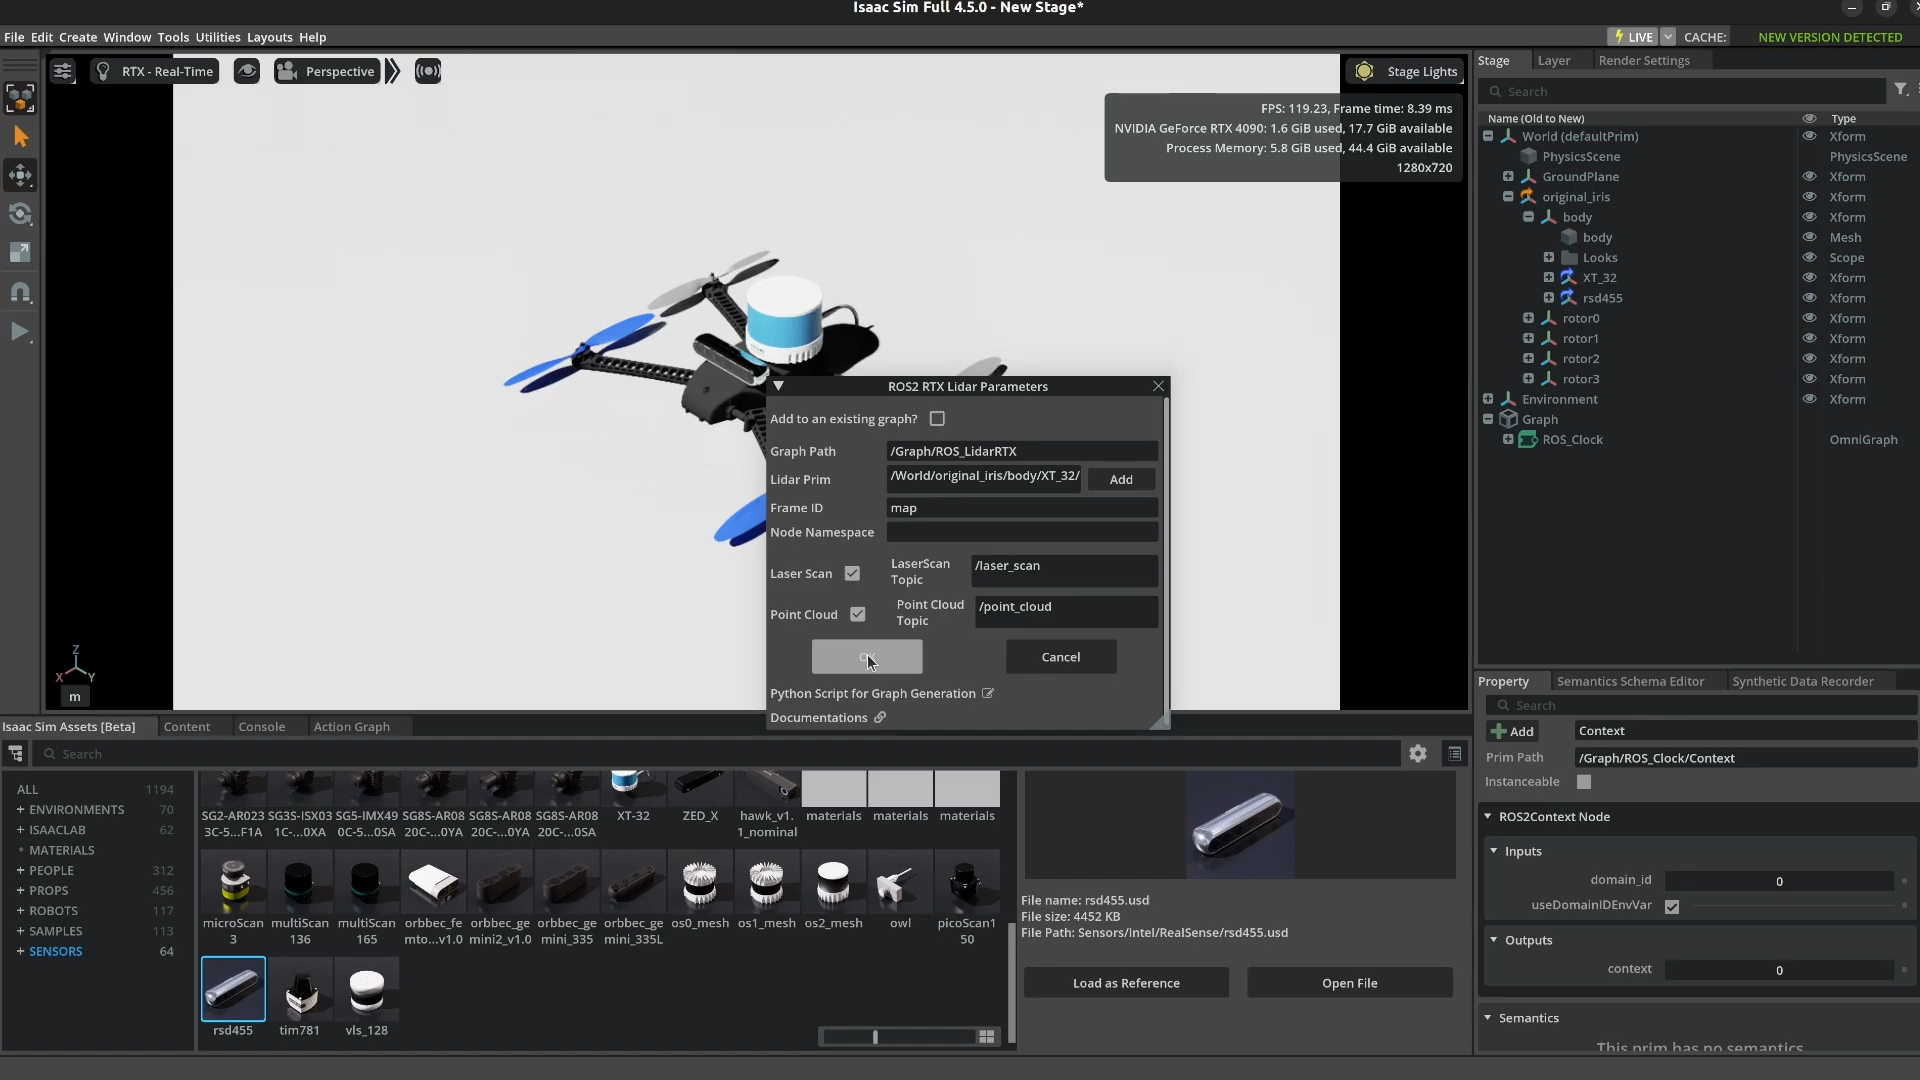 Isaac Sim Full 4.5.0 - New Stage*
File Edit Create Window Tools Utilities Layouts Help
LIVE
CACHE:
NEW VERSION DETECTED
RTX - Real-Time
Perspective
Stage Lights
FPS: 119.23, Frame time: 8.39 ms
NVIDIA GeForce RTX 4090: 1.6 GiB used, 17.7 GiB available
Process Memory: 5.8 GiB used, 44.4 GiB available
1280x720
Z
X Y
m
ROS2 RTX Lidar Parameters
Add to an existing graph?
Graph Path /Graph/ROS_LidarRTX
Lidar Prim /World/original_iris/body/XT_32/ Add
Frame ID map
Node Namespace
Laser Scan LaserScan Topic /laser_scan
Point Cloud Point Cloud Topic /point_cloud
Cancel
Python Script for Graph Generation
Documentations
Stage Layer Render Settings
Search
Name (Old to New) Type
World (defaultPrim) Xform
PhysicsScene PhysicsScene
GroundPlane Xform
original_iris Xform
body Xform
body Mesh
Looks Scope
XT_32 Xform
rsd455 Xform
rotor0 Xform
rotor1 Xform
rotor2 Xform
rotor3 Xform
Environment Xform
Graph
ROS_Clock OmniGraph
Property Semantics Schema Editor Synthetic Data Recorder
Search
Add Context
Prim Path /Graph/ROS_Clock/Context
Instanceable
ROS2Context Node
Inputs
domain_id 0
useDomainIDEnvVar
Outputs
context 0
Semantics
This prim has no semantics
Isaac Sim Assets [Beta] Content Console Action Graph
Search
ALL 1194
+ ENVIRONMENTS 70
+ ISAACLAB 62
• MATERIALS
+ PEOPLE 312
+ PROPS 456
+ ROBOTS 117
+ SAMPLES 113
+ SENSORS 64
SG2-AR023 SG3S-ISX03 SG5-IMX49 SG8S-AR08 SG8S-AR08 SG8S-AR08 XT-32 ZED_X hawk_v1. materials materials materials
3C-5...F1A 1C-...0XA 0C-5...0SA 20C-...0YA 20C-...0YA 20C-...0SA 1_nominal
microScan multiScan multiScan orbbec_fe orbbec_ge orbbec_ge orbbec_ge os0_mesh os1_mesh os2_mesh owl picoScan1
3 136 165 mto...v1.0 mini2_v1.0 mini_335 mini_335L 50
rsd455 tim781 vls_128
File name: rsd455.usd
File size: 4452 KB
File Path: Sensors/Intel/RealSense/rsd455.usd
Load as Reference Open File